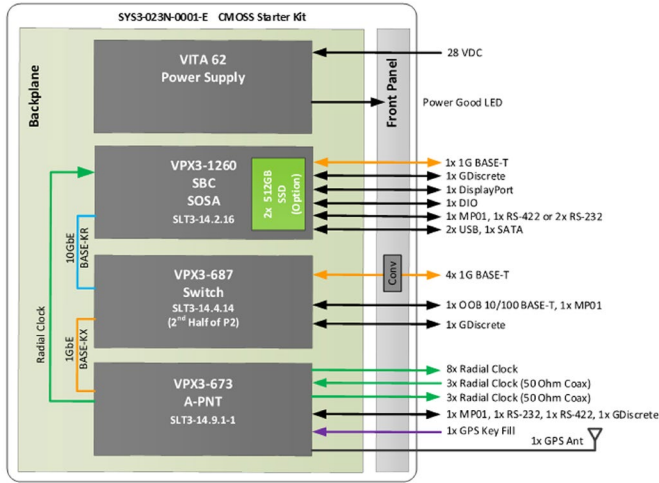 SYS3-023N-0001-E CMOSS Starter Kit
Backplane
Front Panel
VITA 62
Power Supply
28 VDC
Power Good LED
VPX3-1260
SBC
SOSA
SLT3-14.2.16
2x 512GB
SSD
(Option)
1x 1G BASE-T
1x GDiscrete
1x DisplayPort
1x DIO
1x MP01, 1x RS-422 or 2x RS-232
2x USB, 1x SATA
10GbE
BASE-KR
VPX3-687
Switch
SLT3-14.4.14
(2nd Half of P2)
Conv
4x 1G BASE-T
1x OOB 10/100 BASE-T, 1x MP01
1x GDiscrete
Radial Clock
1GbE
BASE-KX
VPX3-673
A-PNT
SLT3-14.9.1-1
8x Radial Clock
3x Radial Clock (50 Ohm Coax)
3x Radial Clock (50 Ohm Coax)
1x MP01, 1x RS-232, 1x RS-422, 1x GDiscrete
1x GPS Key Fill
1x GPS Ant